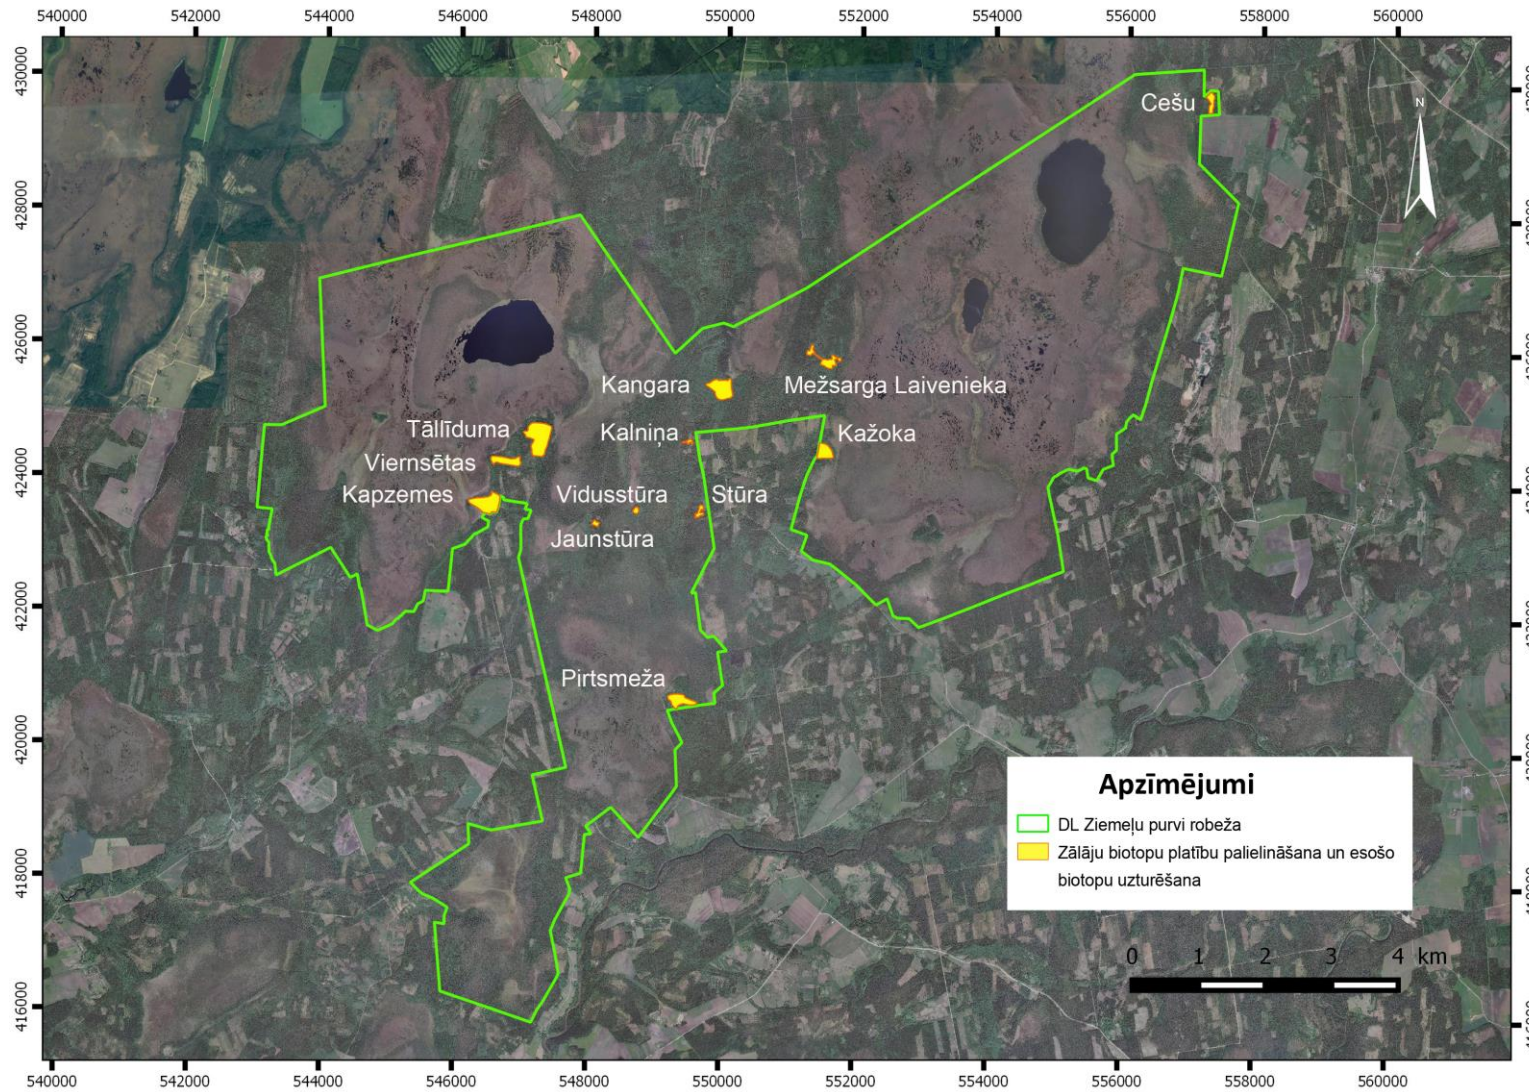 540000 542000 544000 546000 548000 550000 552000 554000 556000 558000 560000
430000
428000
426000
424000
422000
420000
418000
416000
Cešu
N
Kangara
Mežsarga Laivenieka
Tāllīduma
Kalniņa
Kažoka
Viernsētas
Kapzemes
Vidusstūra
Stūra
Jaunstūra
Pirtsmeža
Apzīmējumi
DL Ziemeļu purvi robeža
Zālāju biotopu platību palielināšana un esošo
biotopu uzturēšana
0 1 2 3 4 km
540000 542000 544000 546000 548000 550000 552000 554000 556000 558000 560000